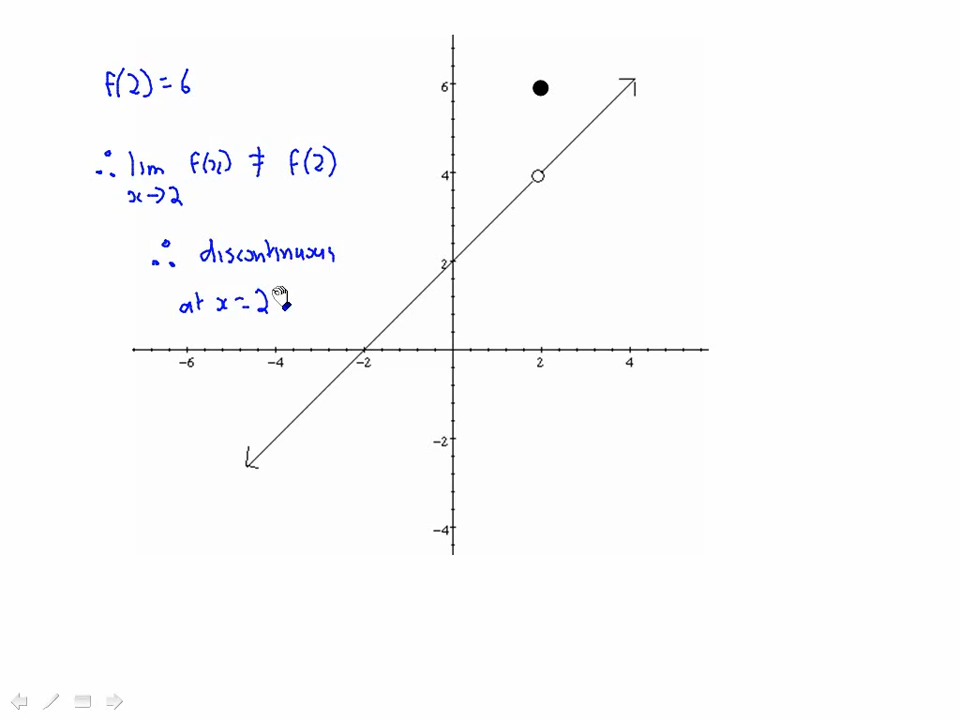 f(2) = 6
∴ lim f(x) ≠ f(2)
x→2
∴ discontinuous
at x = 2
6
4
2
-6 -4 -2 2 4
-2
-4